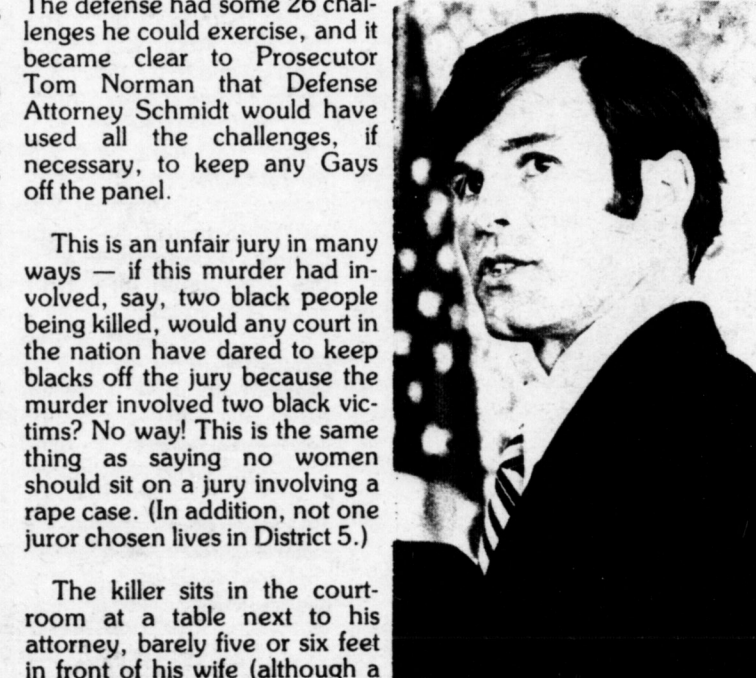 The defense had some 26 chal-
lenges he could exercise, and it
became clear to Prosecutor
Tom Norman that Defense
Attorney Schmidt would have
used all the challenges, if
necessary, to keep any Gays
off the panel.
This is an unfair jury in many
ways — if this murder had in-
volved, say, two black people
being killed, would any court in
the nation have dared to keep
blacks off the jury because the
murder involved two black vic-
tims? No way! This is the same
thing as saying no women
should sit on a jury involving a
rape case. (In addition, not one
juror chosen lives in District 5.)
The killer sits in the court-
room at a table next to his
attorney, barely five or six feet
in front of his wife (although a